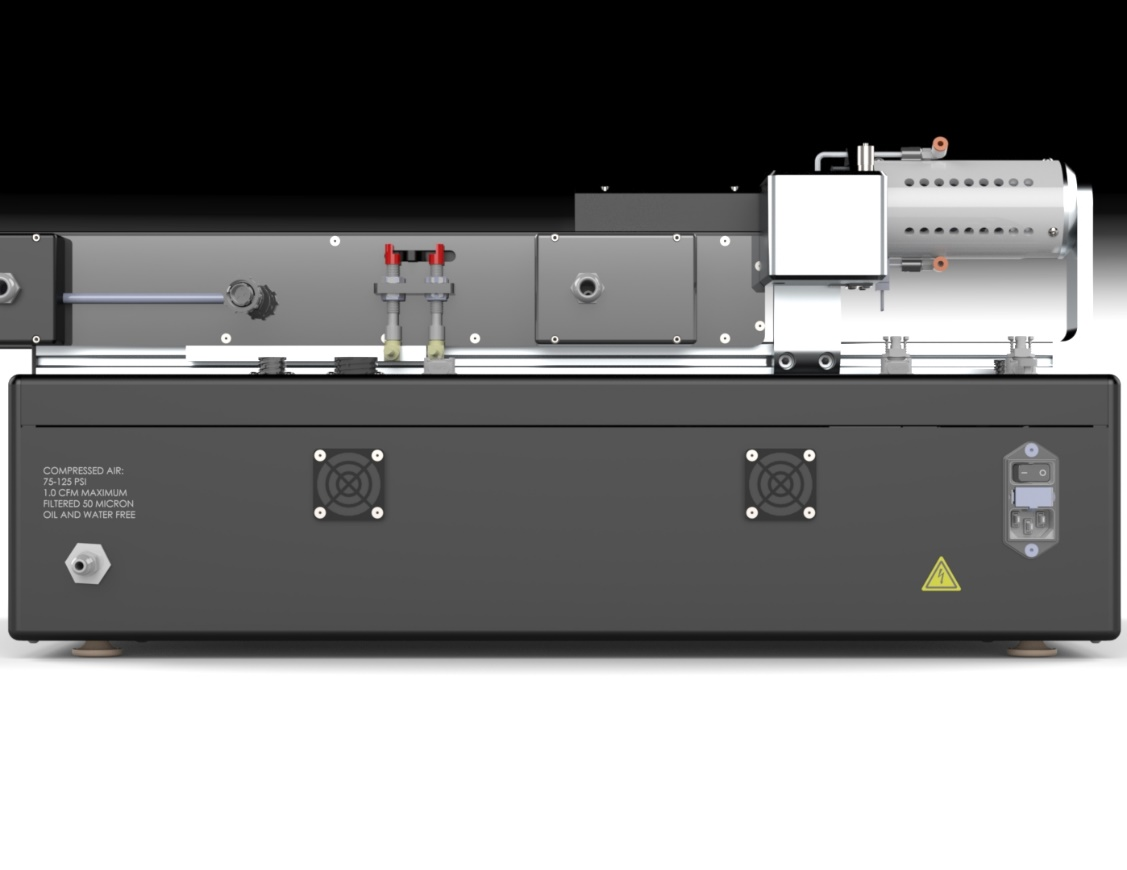 COMPRESSED AIR:
75-125 PSI
1.0 CFM MAXIMUM
FILTERED 50 MICRON
OIL AND WATER FREE